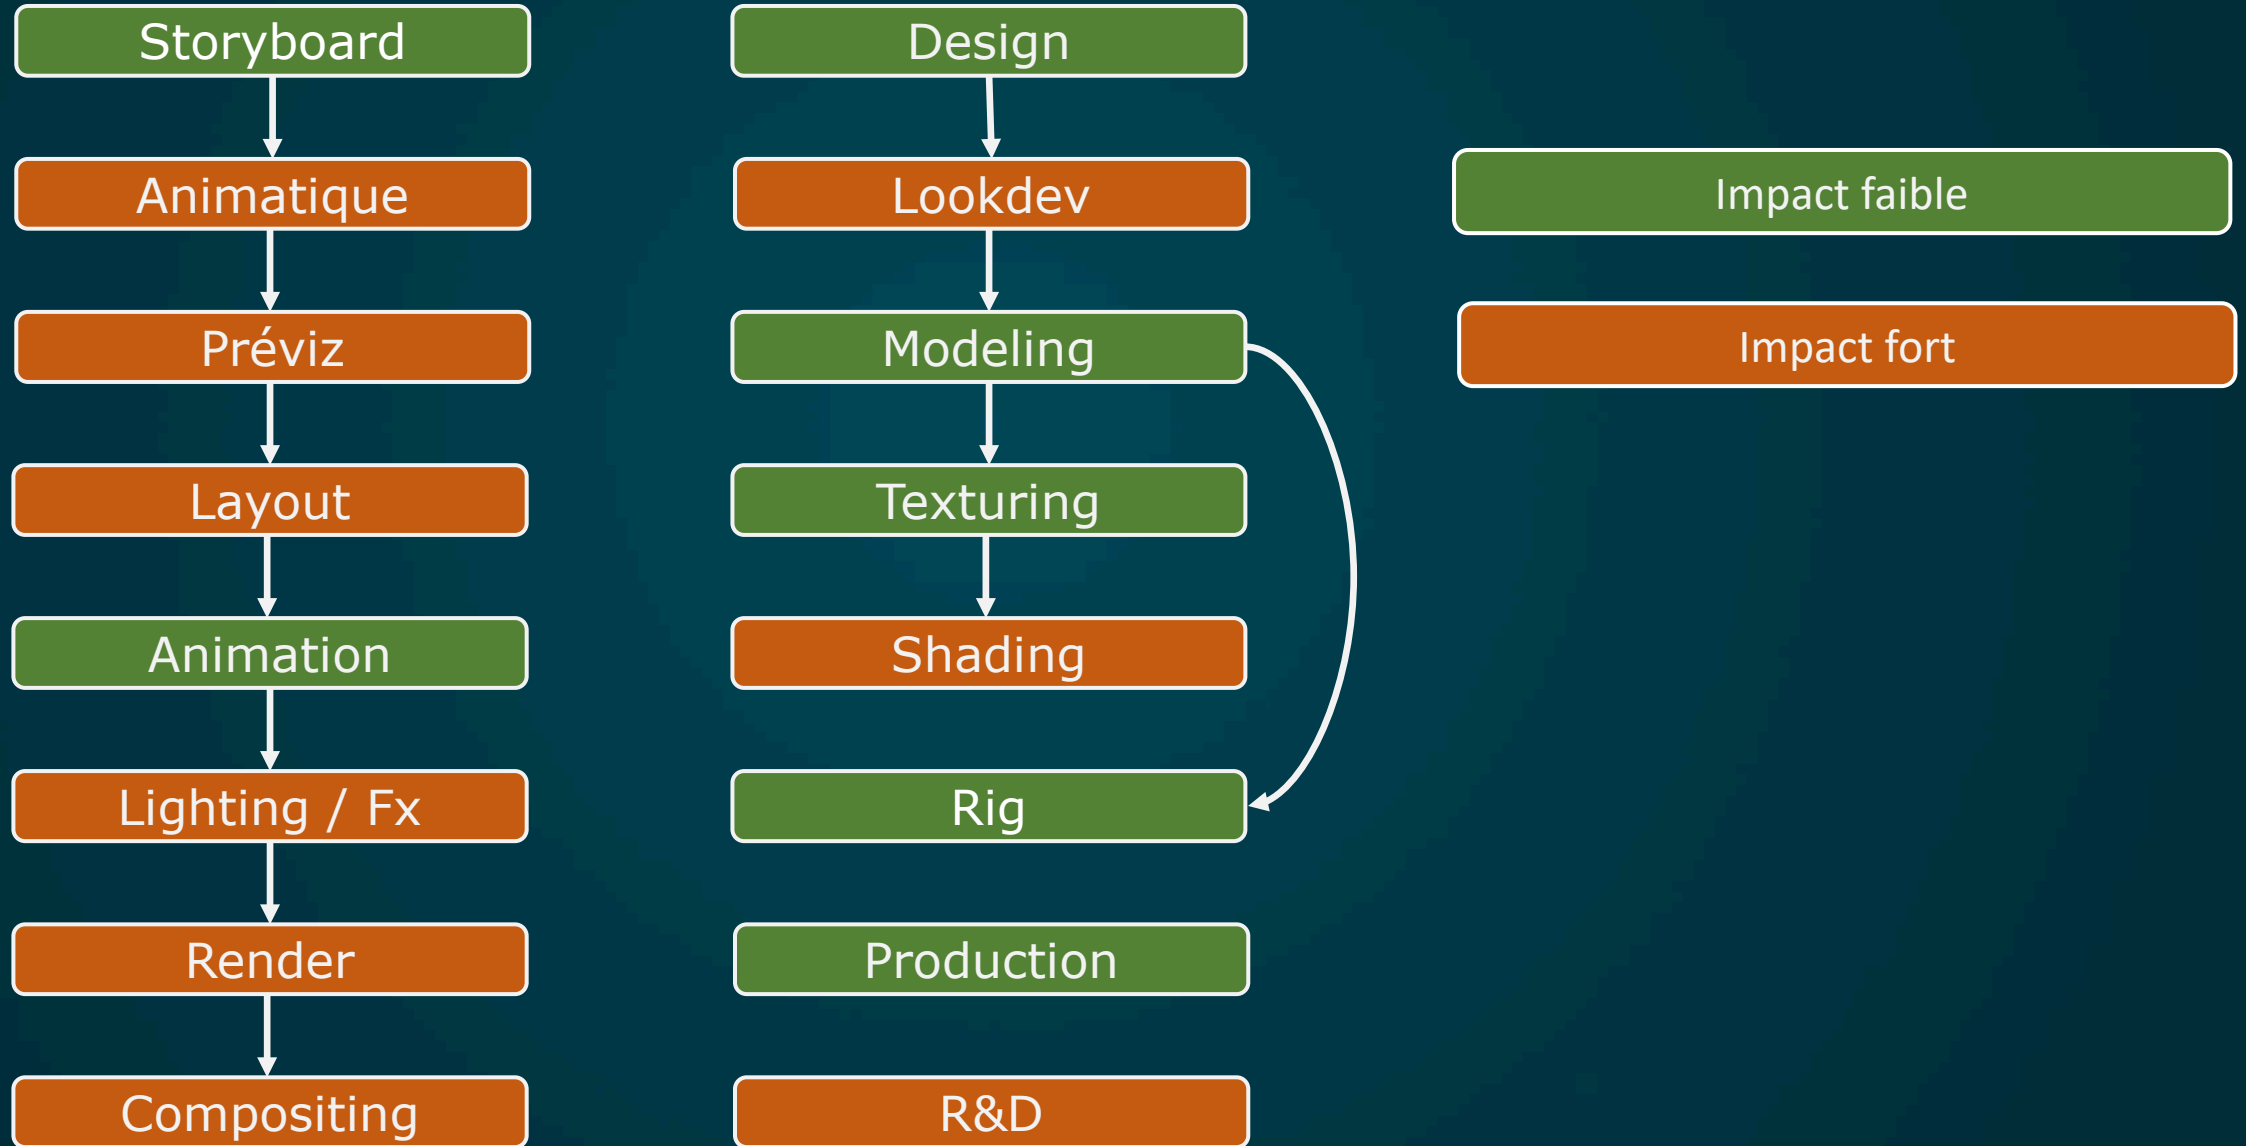 Storyboard
Animatique
Préviz
Layout
Animation
Lighting / Fx
Render
Compositing
Design
Lookdev
Modeling
Texturing
Shading
Rig
Production
R&D
Impact faible
Impact fort